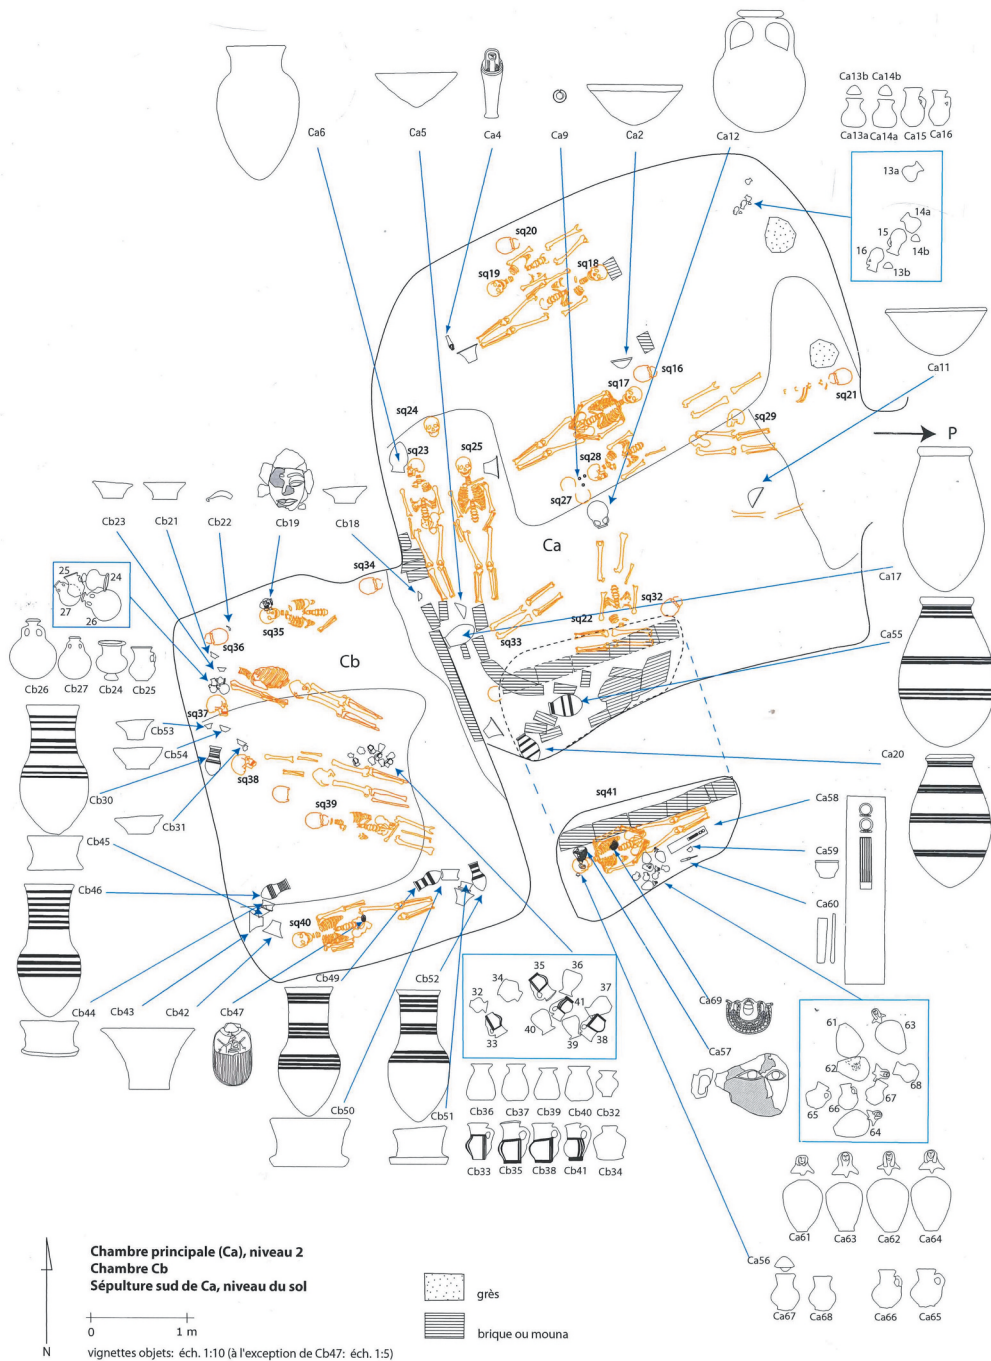 Ca13b Ca14b
Ca6
Ca5
Ca4
Ca9
Ca2
Ca12
Ca13a Ca14a Ca15 Ca16
13a
14a
15
14b
16
13b
sq20
sq19
sq18
Ca11
sq16
sq17
sq21
sq24
sq29
sq23
sq25
P
sq28
sq27
Cb23
Cb21
Cb22
Cb19
Cb18
Ca
sq34
Ca17
25
24
27
26
sq35
sq33
sq22
sq32
sq36
Cb
Ca55
Cb26
Cb27
Cb24
Cb25
sq37
Cb53
Cb54
sq38
Ca20
Cb30
Cb31
sq39
sq41
Ca58
Cb45
Ca59
Cb46
Ca60
sq40
Cb49
Cb52
Cb44
Cb43
Cb42
Cb47
35
36
34
32
37
41
33
40
39
38
Ca69
61
63
62
68
65
66
67
64
Ca57
Cb50
Cb51
Cb36 Cb37 Cb39 Cb40 Cb32
Cb33 Cb35 Cb38 Cb41 Cb34
Ca61
Ca63
Ca62
Ca64
Ca56
Ca67
Ca68
Ca66
Ca65
Chambre principale (Ca), niveau 2
Chambre Cb
Sépulture sud de Ca, niveau du sol
grès
brique ou mouna
0
1 m
N
vignettes objets: éch. 1:10 (à l'exception de Cb47: éch. 1:5)